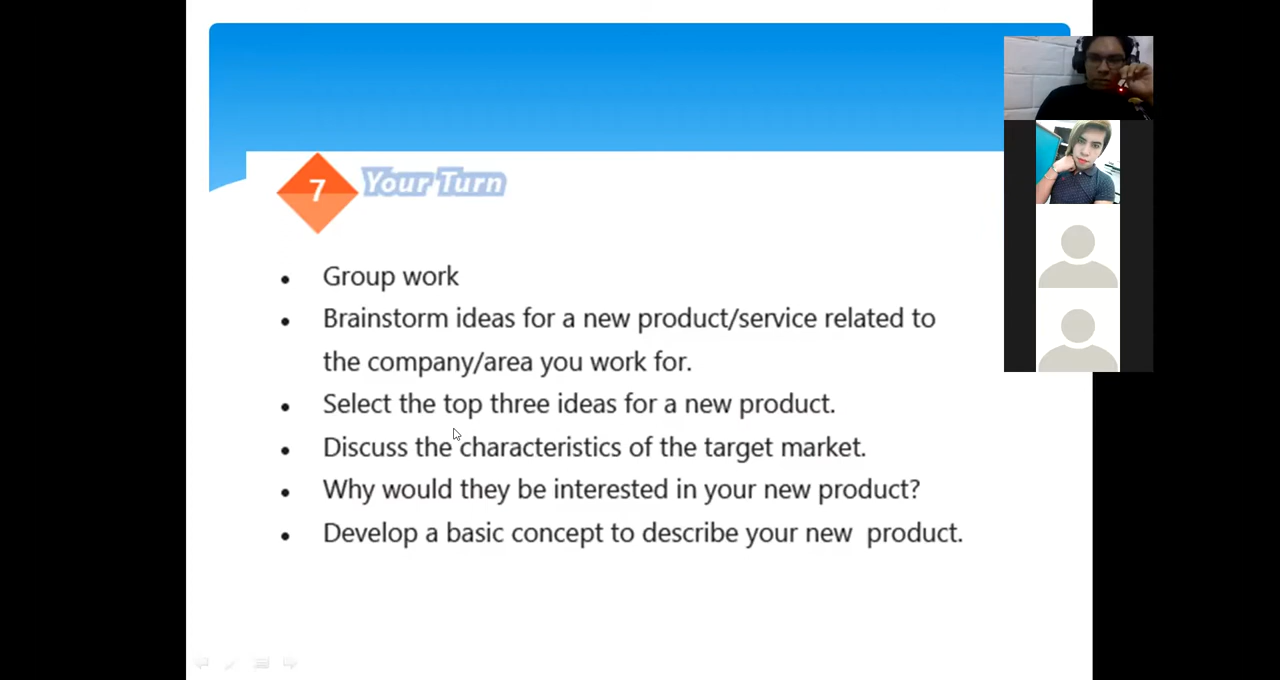 7 Your Turn
• Group work
• Brainstorm ideas for a new product/service related to
the company/area you work for.
• Select the top three ideas for a new product.
• Discuss the characteristics of the target market.
• Why would they be interested in your new product?
• Develop a basic concept to describe your new  product.